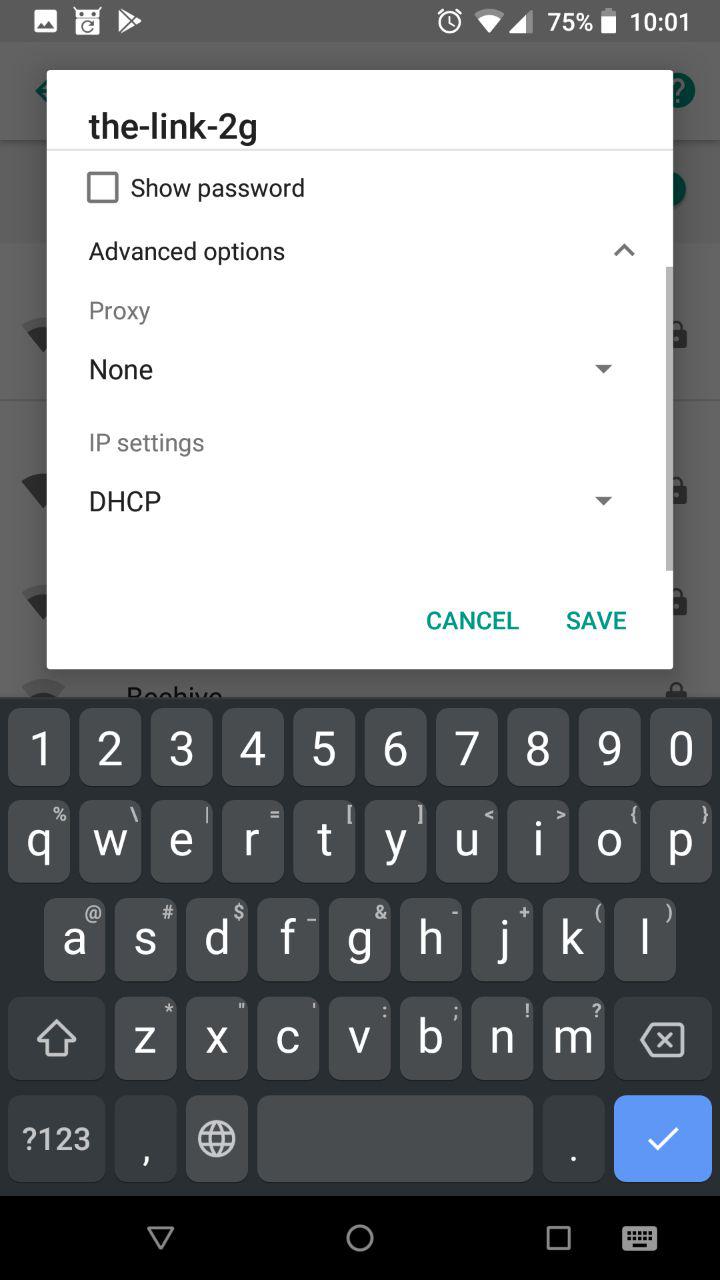 75% 10:01
the-link-2g
Show password
Advanced options
Proxy
None
IP settings
DHCP
CANCEL SAVE
Beehive
1 2 3 4 5 6 7 8 9 0
% \ | = [ ] < > { }
q w e r t y u i o p
@ # $ _ & - + ( )
a s d f g h j k l
* " ' : ; ! ?
z x c v b n m
?123 , .